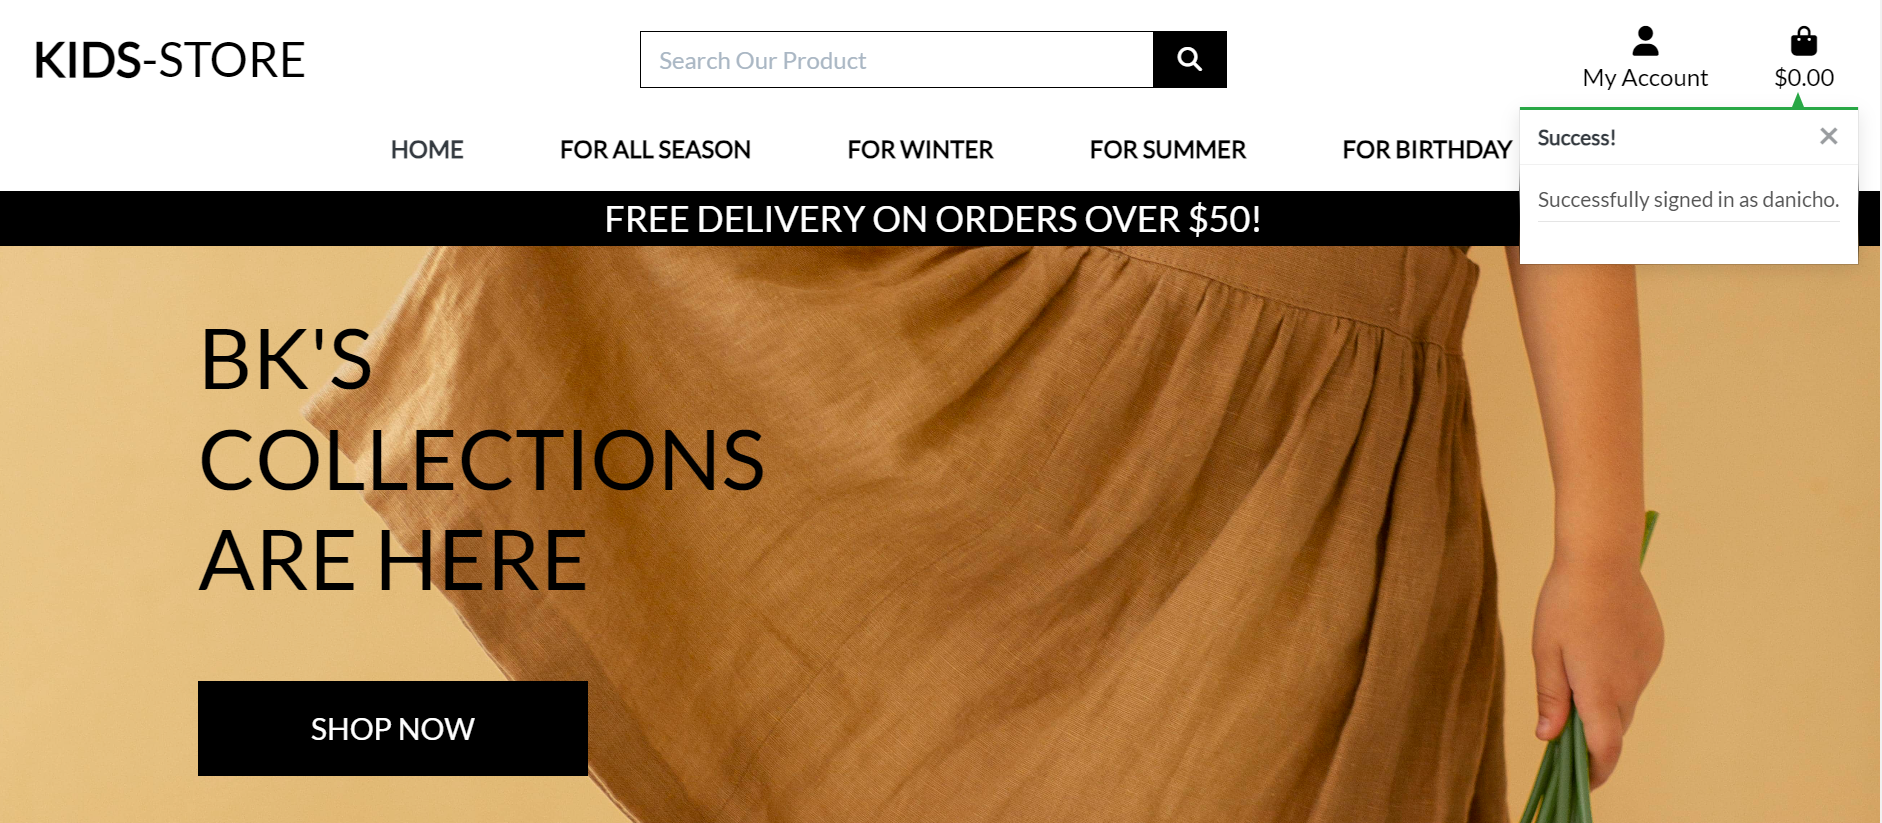 KIDS-STORE
Search Our Product
My Account
$0.00
HOME
FOR ALL SEASON
FOR WINTER
FOR SUMMER
FOR BIRTHDAY
Success!
Successfully signed in as danicho.
FREE DELIVERY ON ORDERS OVER $50!
BK'S
COLLECTIONS
ARE HERE
SHOP NOW